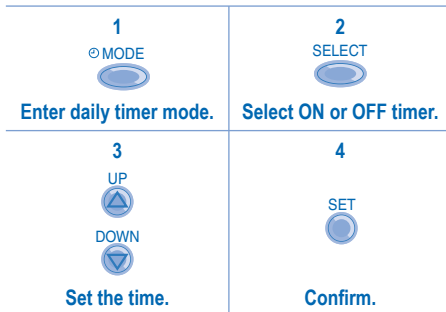 1
MODE
Enter daily timer mode.
2
SELECT
Select ON or OFF timer.
3
UP
DOWN
Set the time.
4
SET
Confirm.